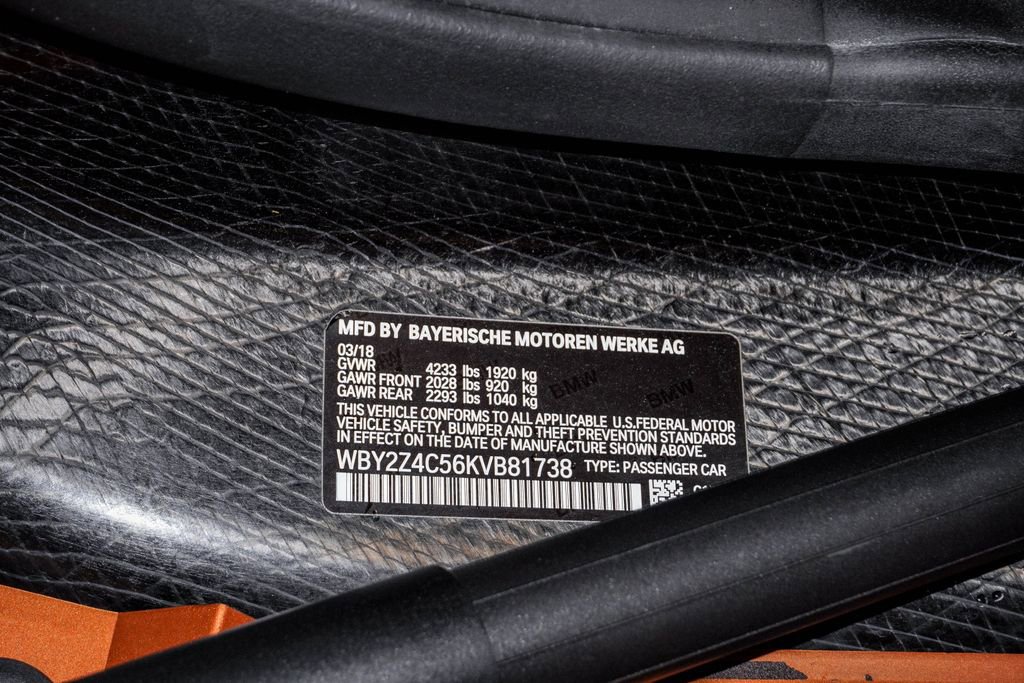 MFD BY BAYERISCHE MOTOREN WERKE AG
03/18
GVWR 4233 lbs 1920 kg
GAWR FRONT 2028 lbs 920 kg
GAWR REAR 2293 lbs 1040 kg
THIS VEHICLE CONFORMS TO ALL APPLICABLE U.S.FEDERAL MOTOR
VEHICLE SAFETY, BUMPER AND THEFT PREVENTION STANDARDS
IN EFFECT ON THE DATE OF MANUFACTURE SHOWN ABOVE.
WBY2Z4C56KVB81738 TYPE: PASSENGER CAR
BMW
BMW